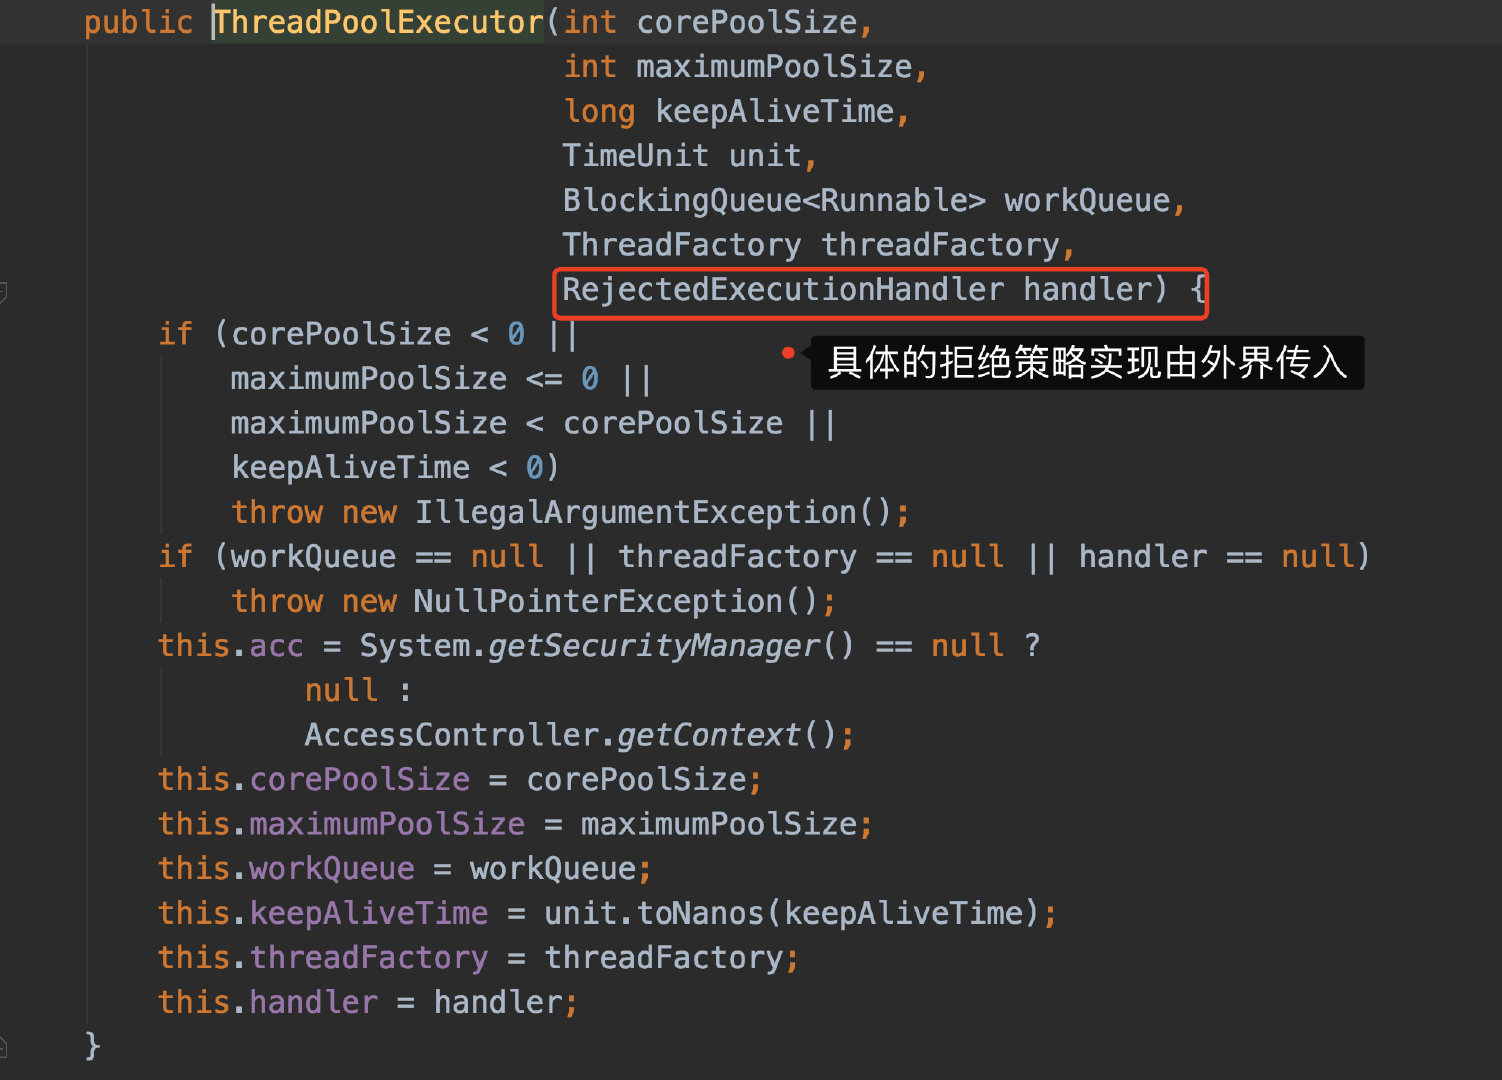 public ThreadPoolExecutor(int corePoolSize,
int maximumPoolSize,
long keepAliveTime,
TimeUnit unit,
BlockingQueue<Runnable> workQueue,
ThreadFactory threadFactory,
RejectedExecutionHandler handler) {
if (corePoolSize < 0 ||
具体的拒绝策略实现由外界传入
maximumPoolSize <= 0 ||
maximumPoolSize < corePoolSize ||
keepAliveTime < 0)
throw new IllegalArgumentException();
if (workQueue == null || threadFactory == null || handler == null)
throw new NullPointerException();
this.acc = System.getSecurityManager() == null ?
null :
AccessController.getContext();
this.corePoolSize = corePoolSize;
this.maximumPoolSize = maximumPoolSize;
this.workQueue = workQueue;
this.keepAliveTime = unit.toNanos(keepAliveTime);
this.threadFactory = threadFactory;
this.handler = handler;
}